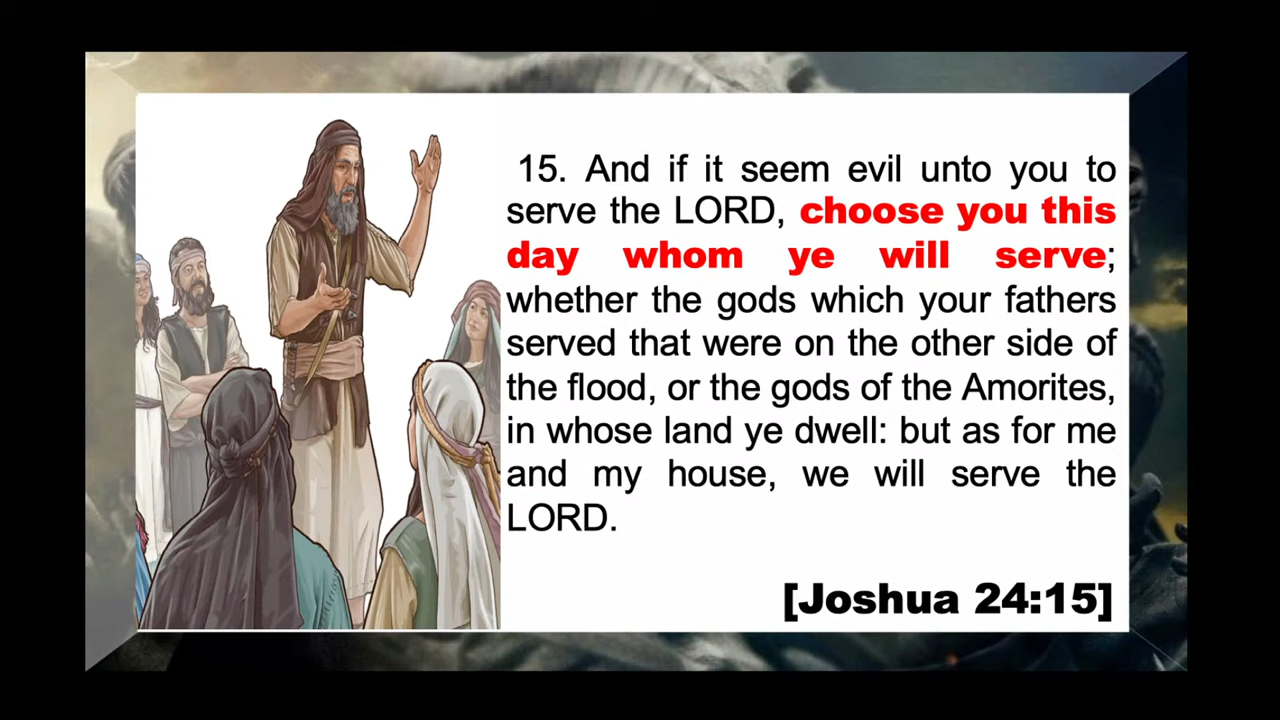 15. And if it seem evil unto you to
serve the LORD, choose you this
day whom ye will serve;
whether the gods which your fathers
served that were on the other side of
the flood, or the gods of the Amorites,
in whose land ye dwell: but as for me
and my house, we will serve the
LORD.
[Joshua 24:15]